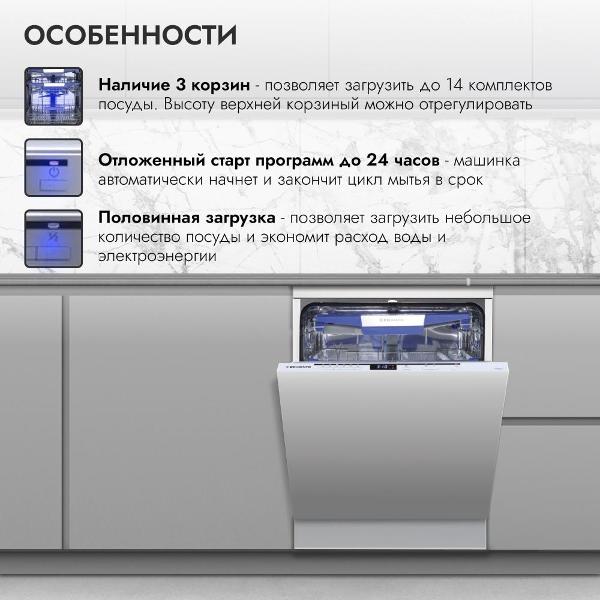 ОСОБЕННОСТИ
Наличие 3 корзин - позволяет загрузить до 14 комплектов
посуды. Высоту верхней корзиный можно отрегулировать
Отложенный старт программ до 24 часов - машинка
автоматически начнет и закончит цикл мытья в срок
Половинная загрузка - позволяет загрузить небольшое
количество посуды и экономит расход воды и
электроэнергии